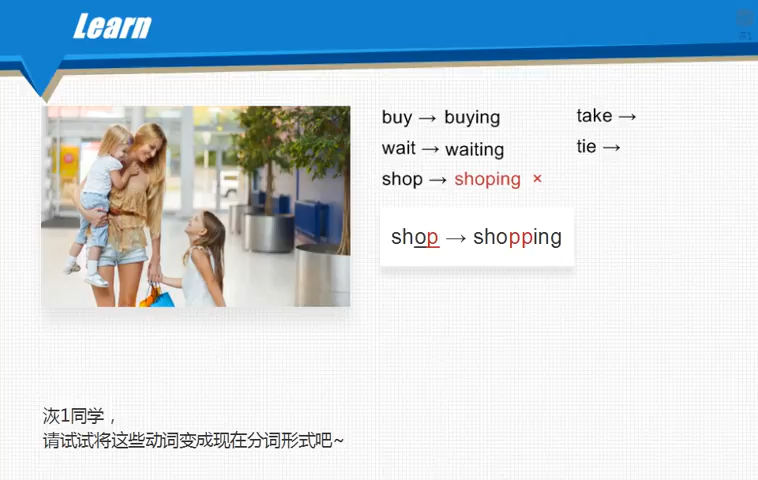 Learn
buy → buying
wait → waiting
shop → shoping ×
take →
tie →
shop → shopping
洃1同学，
请试试将这些动词变成现在分词形式吧~